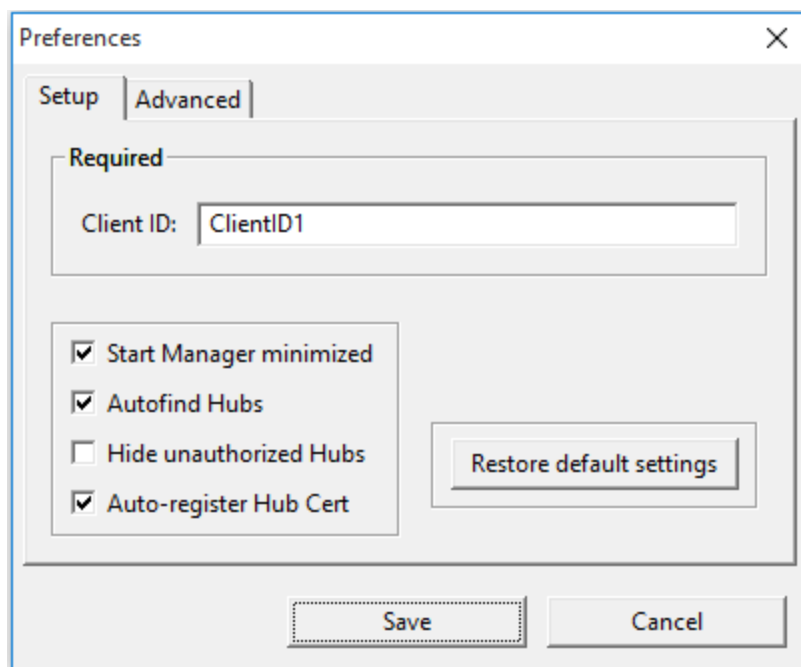 Preferences
Setup
Advanced
Required
Client ID:
ClientID1
Start Manager minimized
Autofind Hubs
Hide unauthorized Hubs
Auto-register Hub Cert
Restore default settings
Save
Cancel